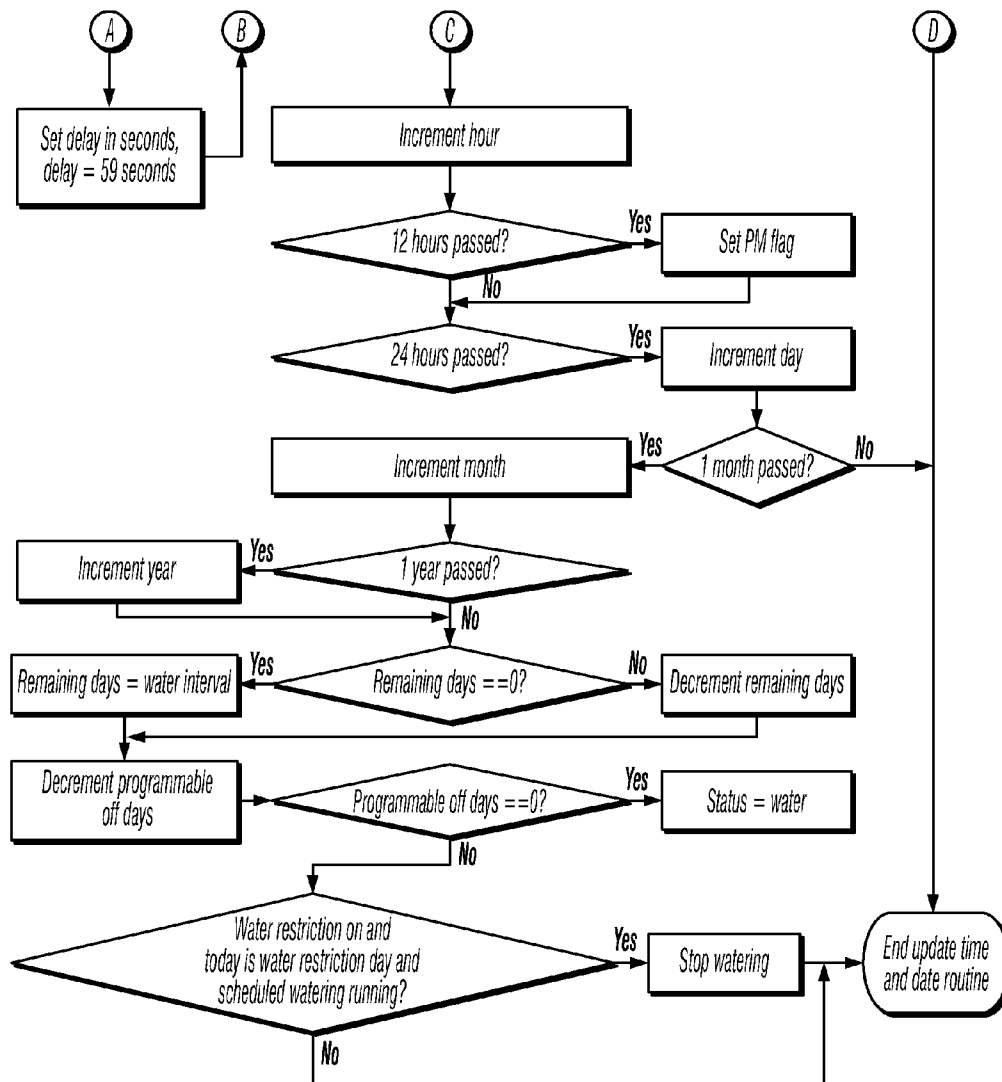 A
B
C
D
Set delay in seconds,
delay = 59 seconds
Increment hour
12 hours passed?
Yes
Set PM flag
No
24 hours passed?
Yes
Increment day
Increment month
Yes
1 month passed?
No
Increment year
Yes
1 year passed?
No
Remaining days = water interval
Yes
Remaining days ==0?
No
Decrement remaining days
Decrement programmable
off days
Programmable off days ==0?
Yes
Status = water
No
Water restriction on and
today is water restriction day and
scheduled watering running?
Yes
Stop watering
End update time
and date routine
No